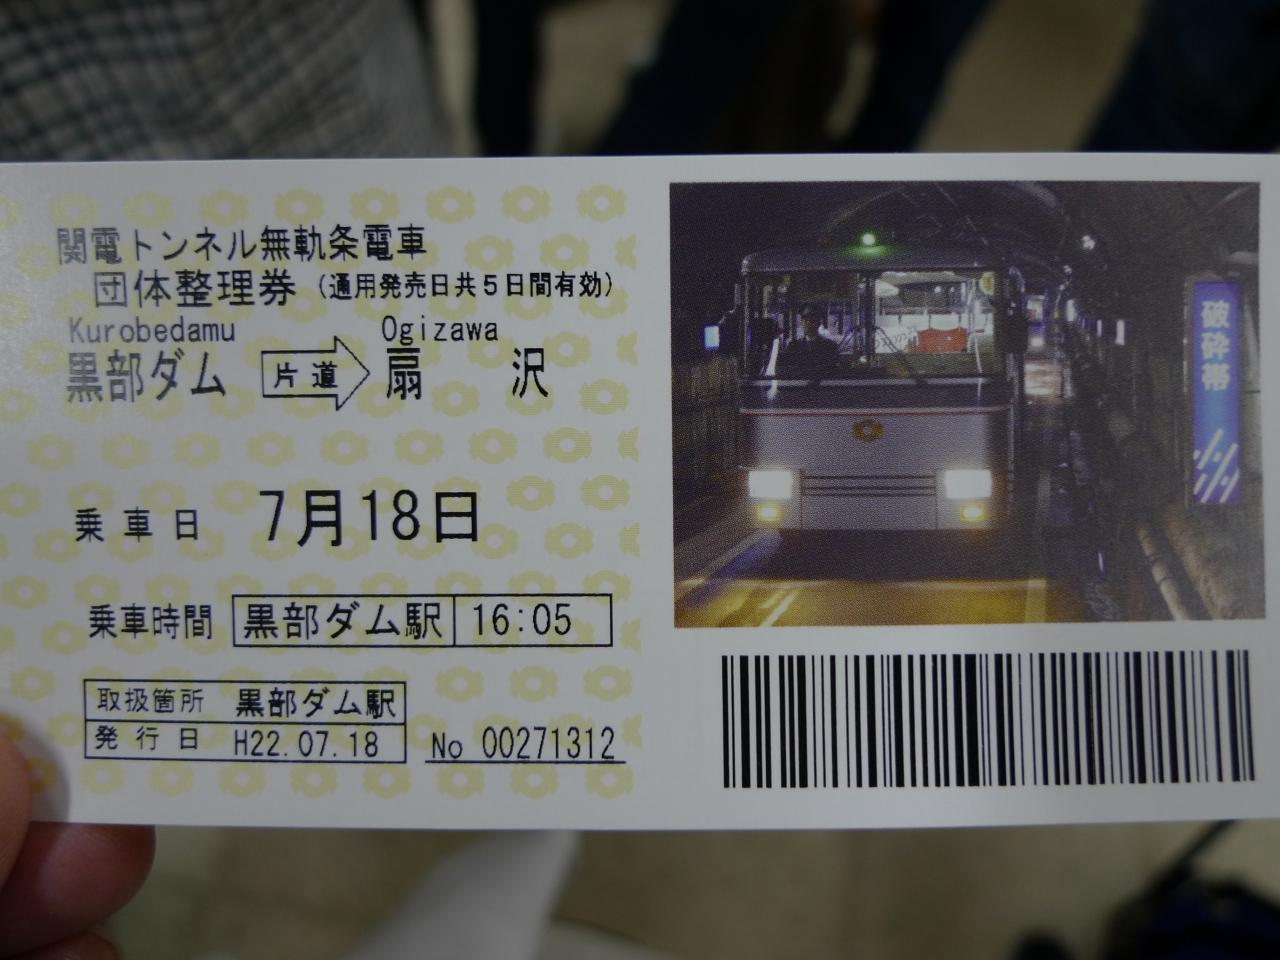 関電トンネル無軌条電車
団体整理券 (通用発売日共5日間有効)
Kurobedamu Ogizawa
黒部ダム 片道 扇沢
乗車日 7月18日
乗車時間 黒部ダム駅 16:05
取扱箇所 黒部ダム駅
発行日 H22.07.18
No 00271312
破砕帯